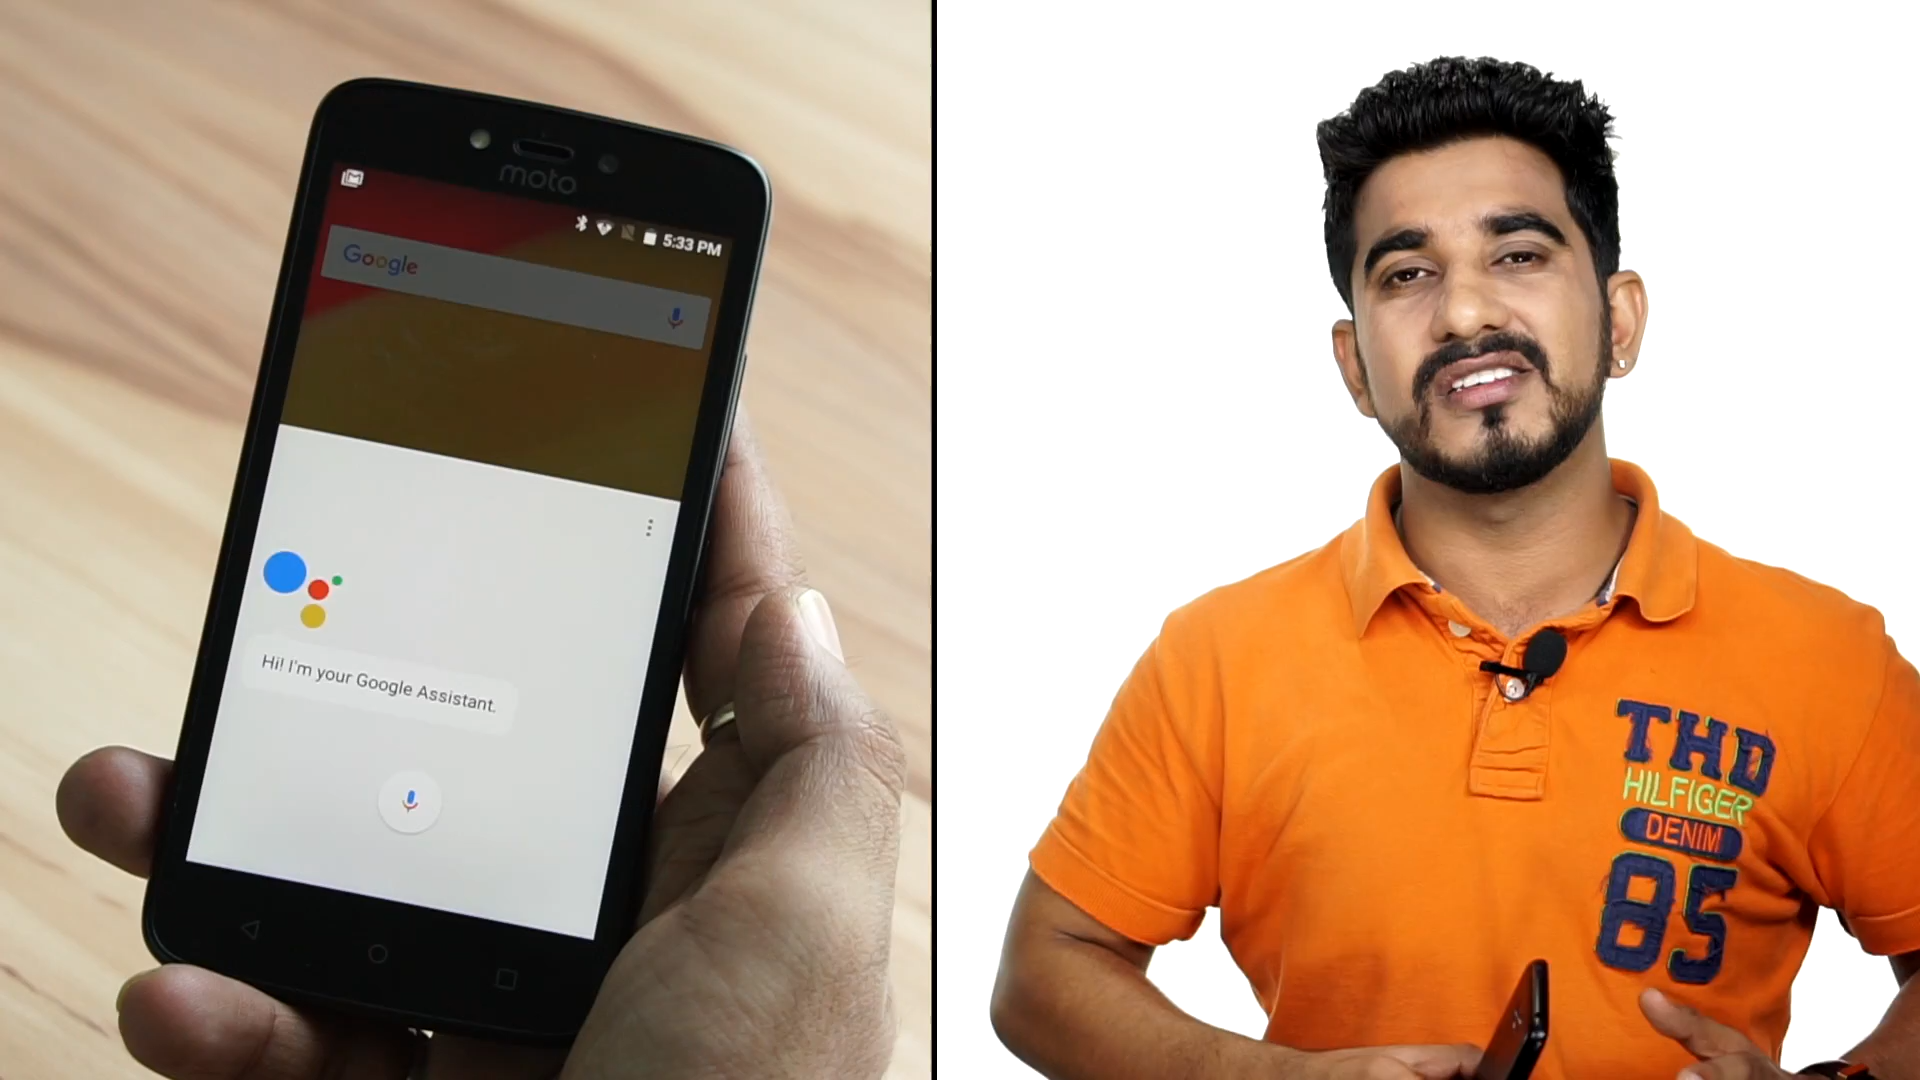 moto
5:33 PM
Google
Hi! I'm your Google Assistant.
THD
HILFIGER
DENIM
85